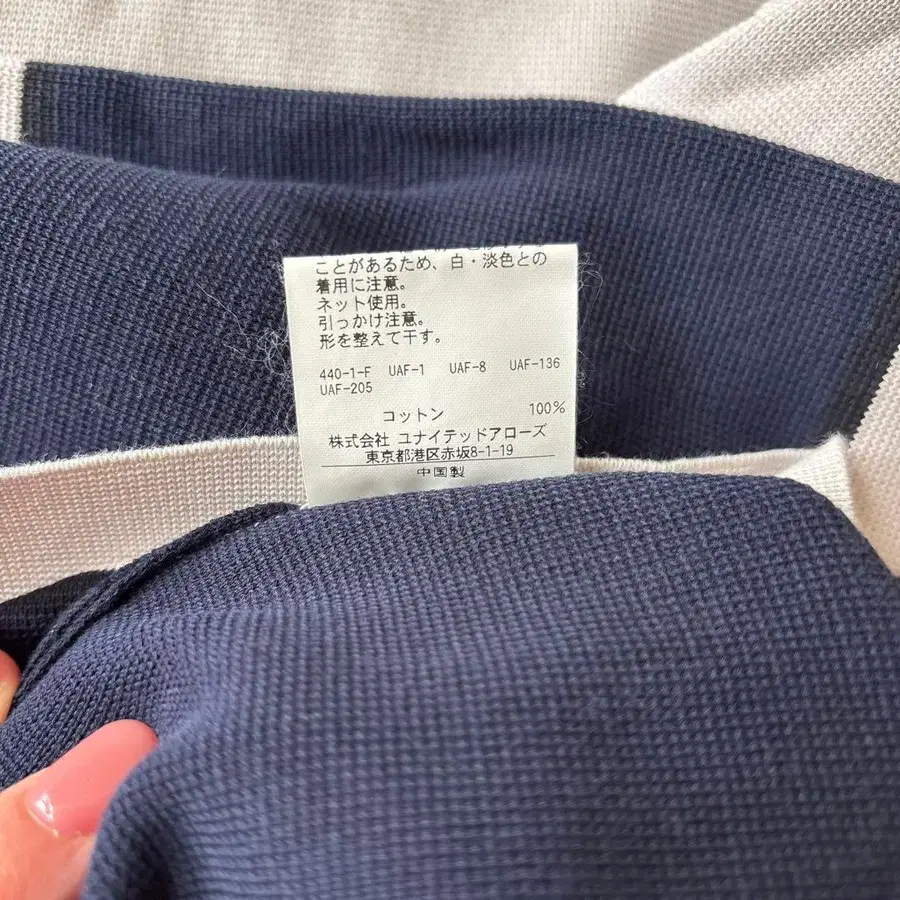 ことがあるため、白・淡色との
着用に注意。
ネット使用。
引っかけ注意。
形を整えて干す。
440-1-F UAF-1 UAF-8 UAF-136
UAF-205
コットン 100%
株式会社 ユナイテッドアローズ
東京都港区赤坂8-1-19
中国製